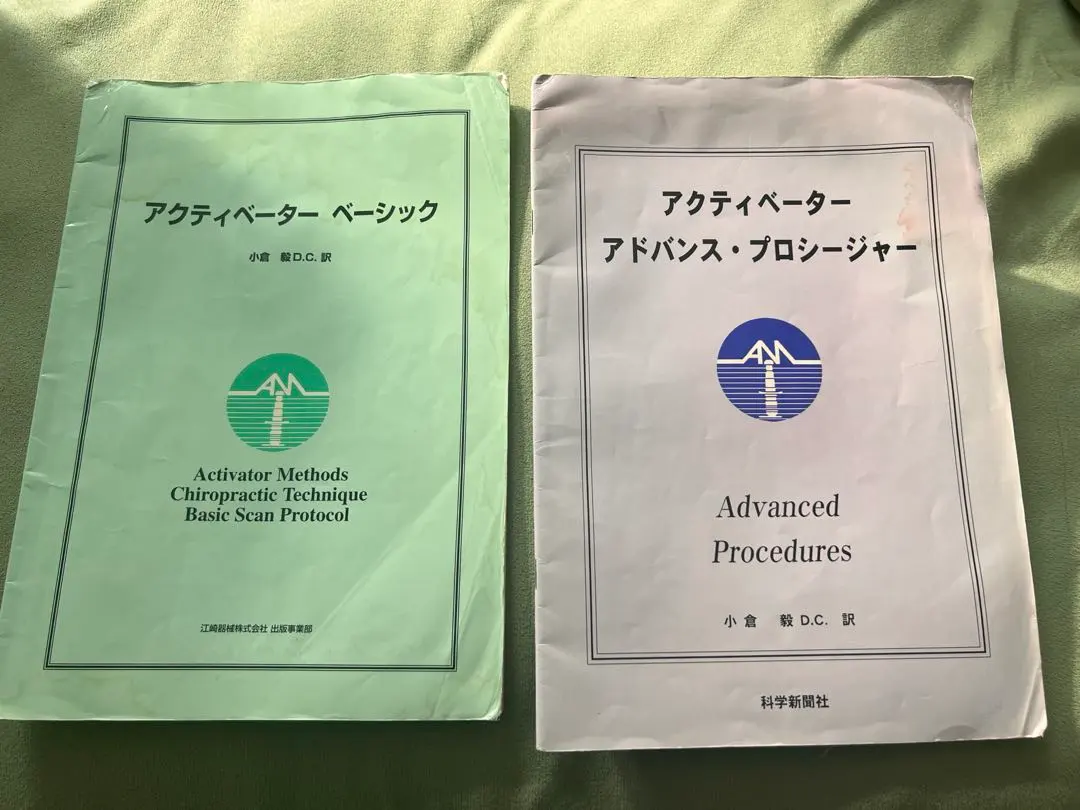 アクティベーター ベーシック
小倉 毅D.C. 訳
AM
Activator Methods
Chiropractic Technique
Basic Scan Protocol
江崎器械株式会社 出版事業部
アクティベーター
アドバンス・プロシージャー
AM
Advanced
Procedures
小倉 毅 D.C. 訳
科学新聞社